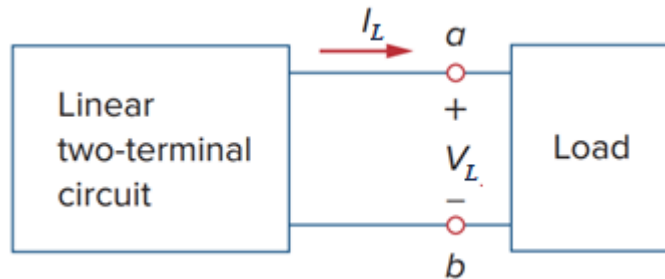 I_L
a
Linear
two-terminal
circuit
+
V_L.
−
Load
b